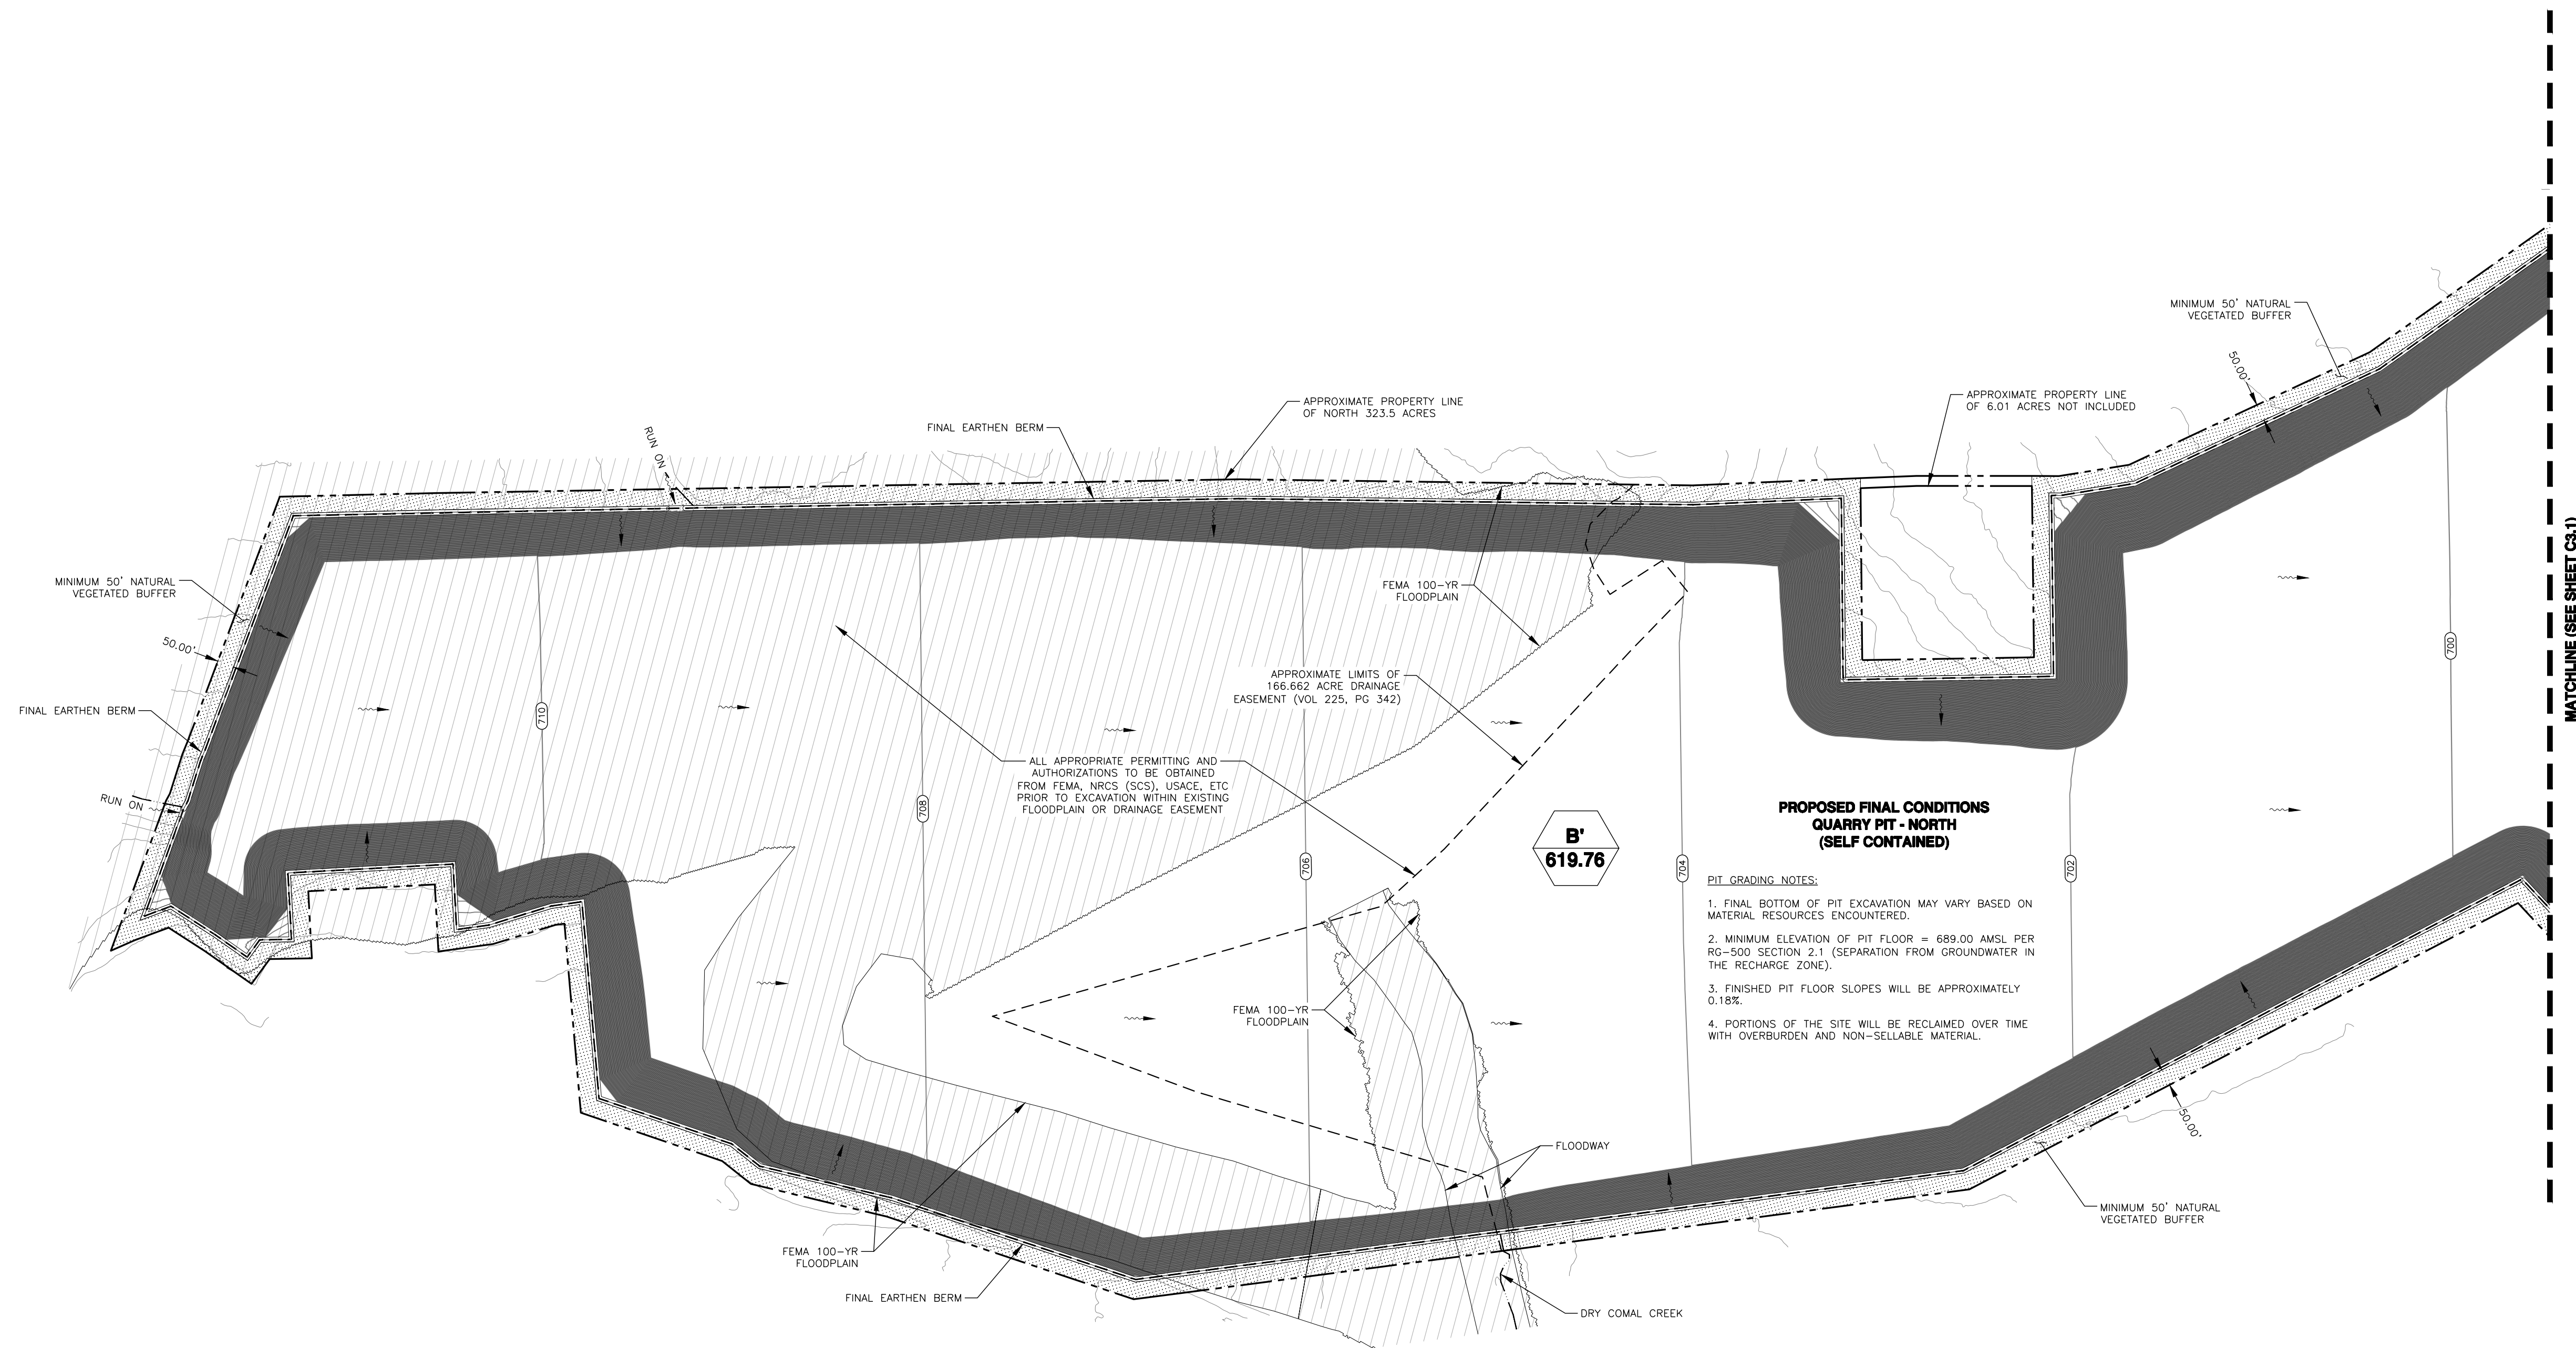 MINIMUM 50' NATURAL
VEGETATED BUFFER
50.00'
APPROXIMATE PROPERTY LINE
OF NORTH 323.5 ACRES
APPROXIMATE PROPERTY LINE
OF 6.01 ACRES NOT INCLUDED
FINAL EARTHEN BERM
RUN ON
MATCHLINE (SEE SHEET C3.1)
MINIMUM 50' NATURAL
VEGETATED BUFFER
50.00'
FEMA 100-YR
FLOODPLAIN
700
APPROXIMATE LIMITS OF
166.662 ACRE DRAINAGE
EASEMENT (VOL 225, PG 342)
FINAL EARTHEN BERM
710
ALL APPROPRIATE PERMITTING AND
AUTHORIZATIONS TO BE OBTAINED
FROM FEMA, NRCS (SCS), USACE, ETC
PRIOR TO EXCAVATION WITHIN EXISTING
FLOODPLAIN OR DRAINAGE EASEMENT
RUN ON
708
706
704
702
B'
619.76
PROPOSED FINAL CONDITIONS
QUARRY PIT - NORTH
(SELF CONTAINED)
PIT GRADING NOTES:
1. FINAL BOTTOM OF PIT EXCAVATION MAY VARY BASED ON
MATERIAL RESOURCES ENCOUNTERED.
2. MINIMUM ELEVATION OF PIT FLOOR = 689.00 AMSL PER
RG-500 SECTION 2.1 (SEPARATION FROM GROUNDWATER IN
THE RECHARGE ZONE).
3. FINISHED PIT FLOOR SLOPES WILL BE APPROXIMATELY
0.18%.
4. PORTIONS OF THE SITE WILL BE RECLAIMED OVER TIME
WITH OVERBURDEN AND NON-SELLABLE MATERIAL.
FEMA 100-YR
FLOODPLAIN
50.00'
FLOODWAY
MINIMUM 50' NATURAL
VEGETATED BUFFER
FEMA 100-YR
FLOODPLAIN
FINAL EARTHEN BERM
DRY COMAL CREEK